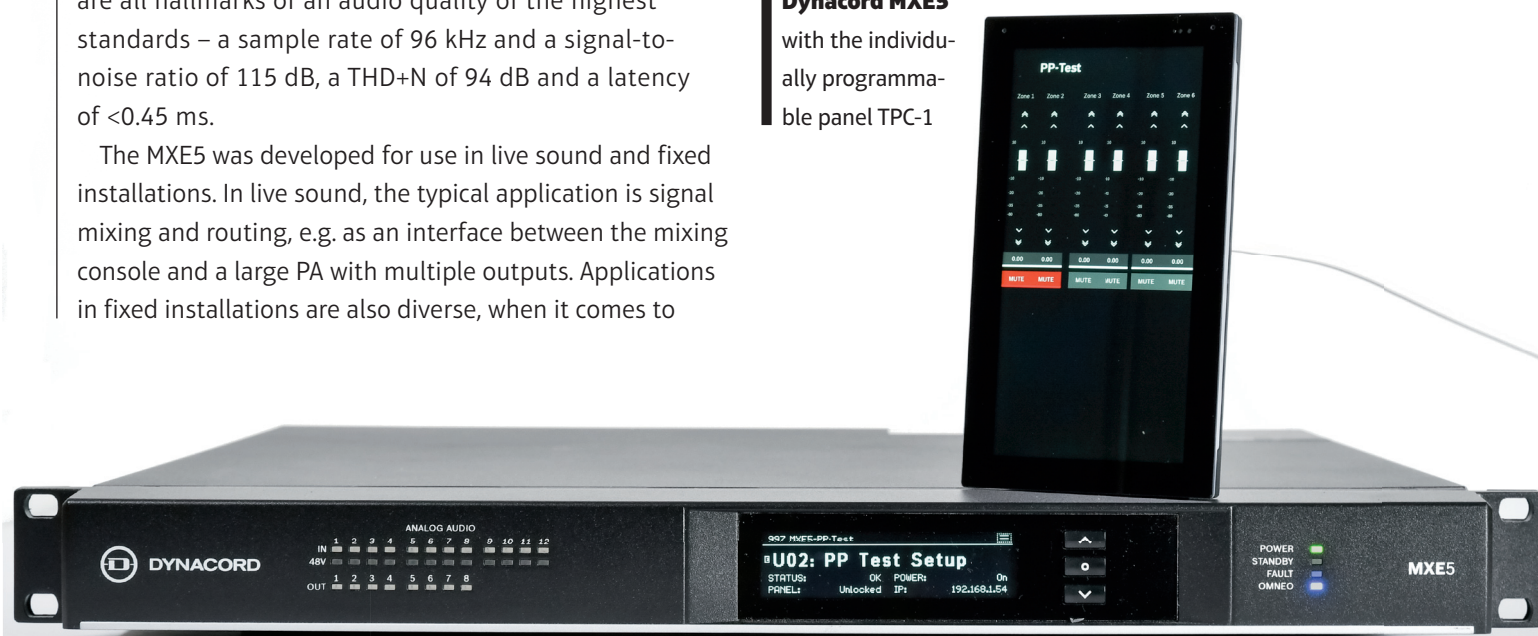 are all hallmarks of an audio quality of the highest
standards – a sample rate of 96 kHz and a signal-to-
noise ratio of 115 dB, a THD+N of 94 dB and a latency
of <0.45 ms.
The MXE5 was developed for use in live sound and fixed
installations. In live sound, the typical application is signal
mixing and routing, e.g. as an interface between the mixing
console and a large PA with multiple outputs. Applications
in fixed installations are also diverse, when it comes to
Dynacord MXE5
with the individu-
ally programma-
ble panel TPC-1
PP-Test
Zone 1 Zone 2 Zone 3 Zone 4 Zone 5 Zone 6
0.00 0.00 0.00 0.00 0.00 0.00
MUTE MUTE MUTE MUTE MUTE MUTE
DYNACORD
ANALOG AUDIO
1 2 3 4 5 6 7 8 9 10 11 12
IN
48V
1 2 3 4 5 6 7 8
OUT
997 MXE5-PP-Test
U02: PP Test Setup
STATUS: OK POWER: On
PANEL: Unlocked IP: 192.168.1.54
POWER
STANDBY
FAULT
OMNEO
MXE5